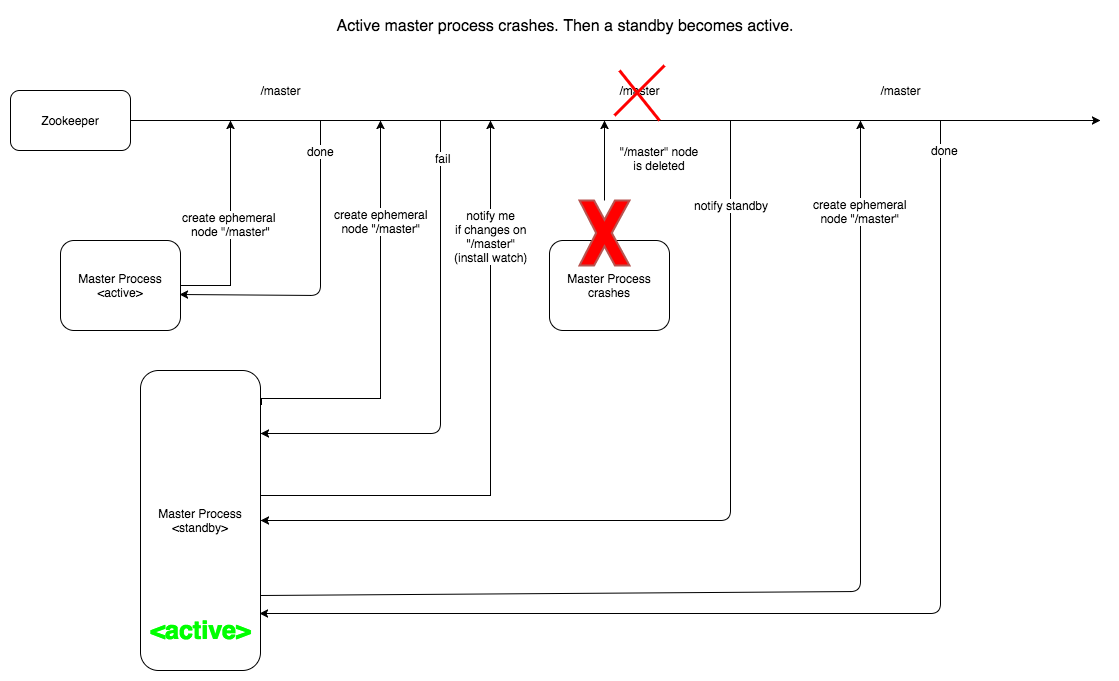 Active master process crashes. Then a standby becomes active.
/master
/master
/master
Zookeeper
done
fail
"/master" node
is deleted
done
create ephemeral
node "/master"
create ephemeral
node "/master"
notify me
if changes on
"/master"
(install watch)
notify standby
create ephemeral
node "/master"
Master Process
<active>
Master Process
crashes
Master Process
<standby>
<active>